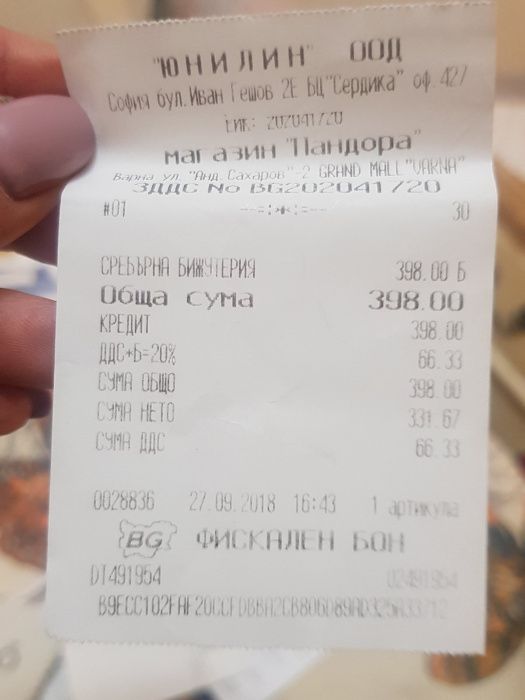 "ЮНИЛИН" ООД
София бул.Иван Гешов 2Е БЦ"Сердика" оф.427
ЕИК: 202041720
магазин "Пандора"
Варна ул."Анд.Сахаров"-2 GRAND MALL"VARNA"
ЗДДС No BG202041720
#01 30
СРЕБЪРНА БИЖУТЕРИЯ 398.00 Б
Обща сума 398.00
КРЕДИТ 398.00
ДДС+Б=20% 66.33
СУМА ОБЩО 398.00
СУМА НЕТО 331.67
СУМА ДДС 66.33
0028836 27.09.2018 16:43 1 артикула
BG ФИСКАЛЕН БОН
DT491954 02491954